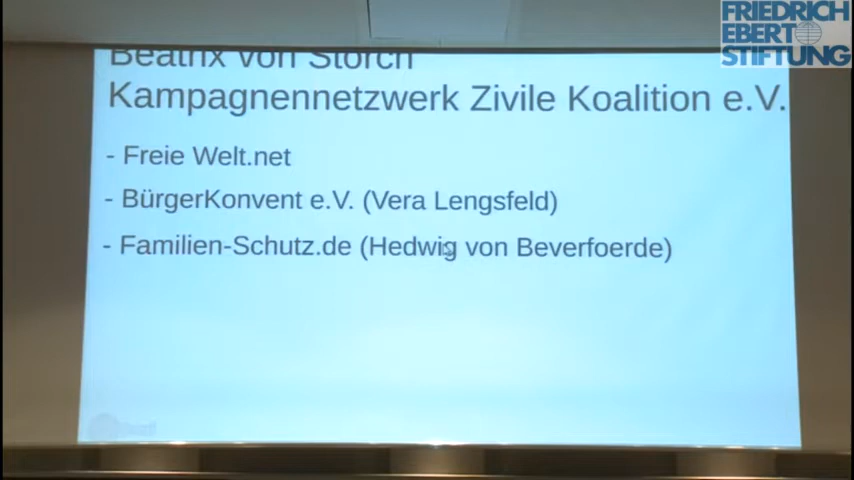 FRIEDRICH
EBERT
STIFTUNG
Beatrix von Storch
Kampagnennetzwerk Zivile Koalition e.V.
- Freie Welt.net
- BürgerKonvent e.V. (Vera Lengsfeld)
- Familien-Schutz.de (Hedwig von Beverfoerde)